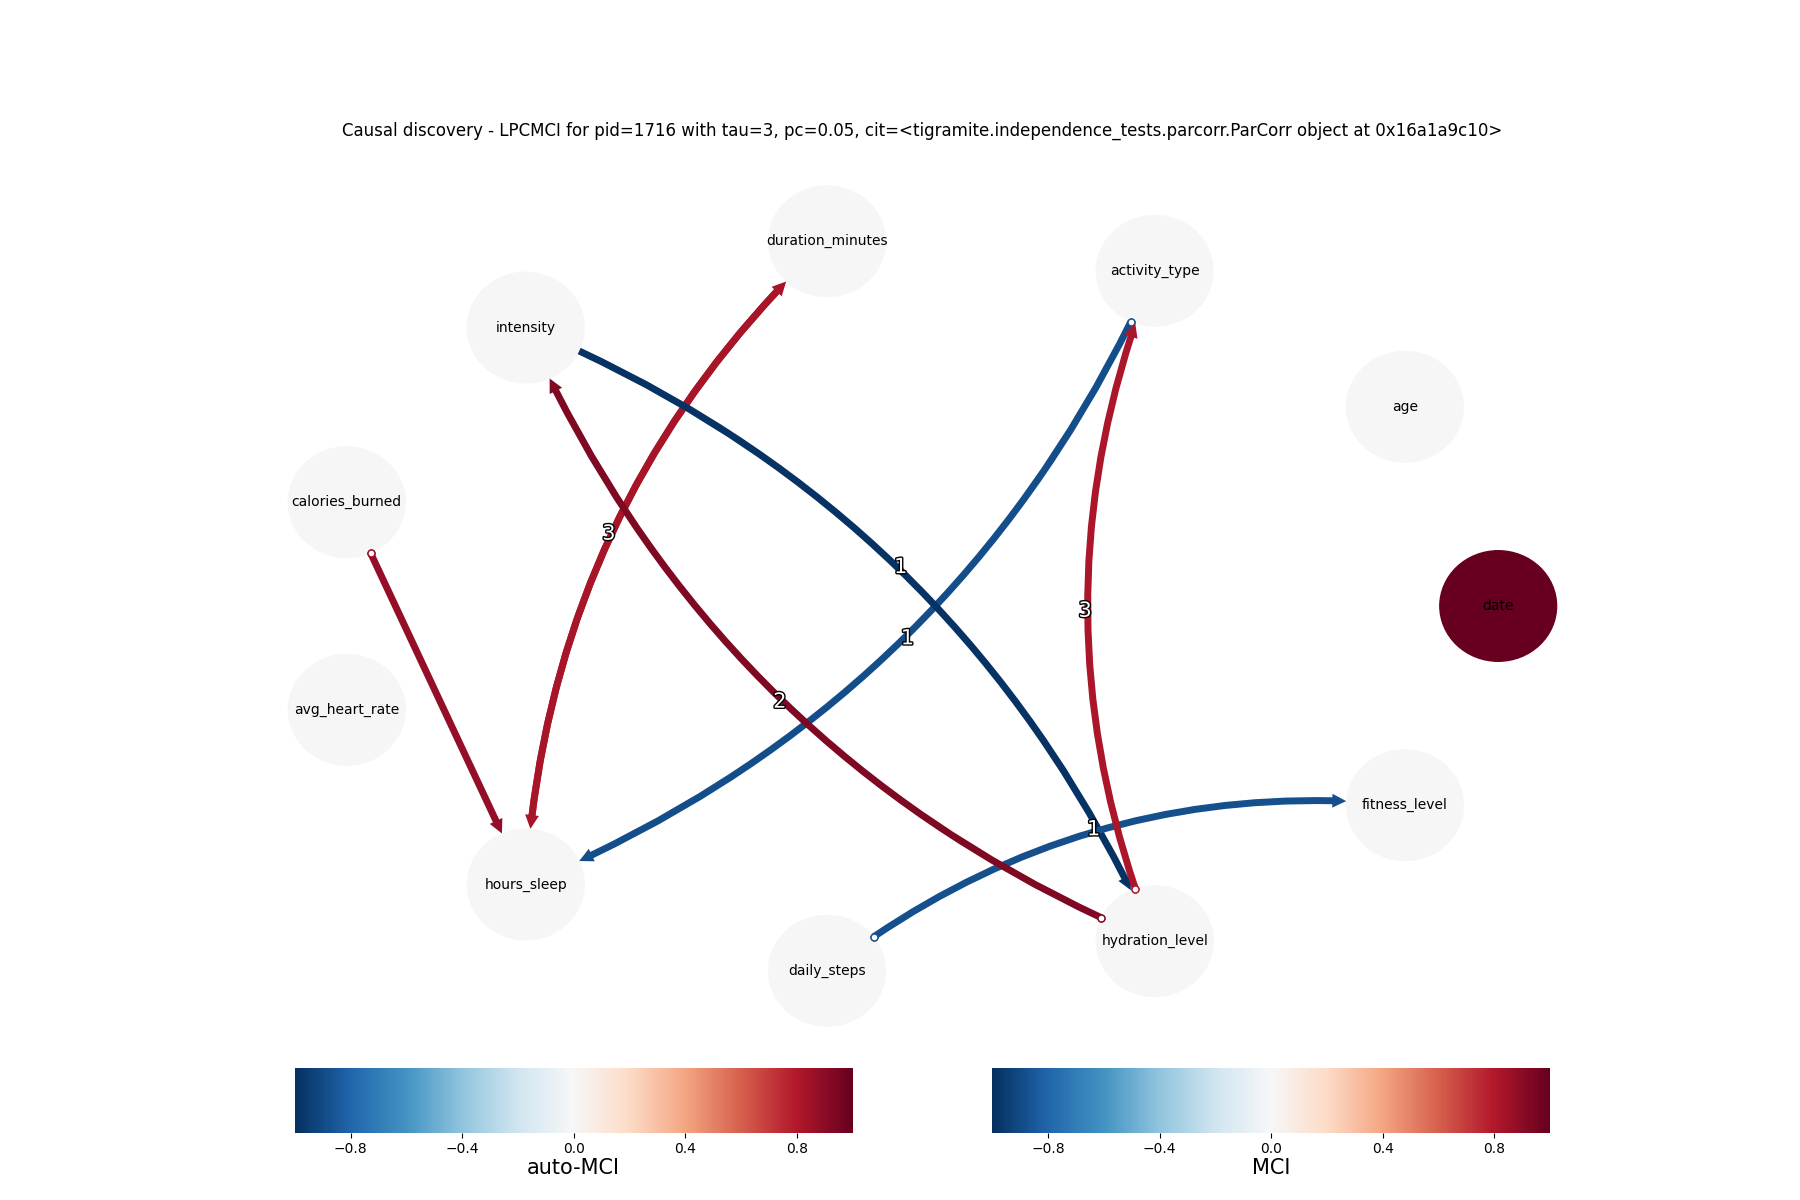 Causal discovery - LPCMCI for pid=1716 with tau=3, pc=0.05, cit=<tigramite.independence_tests.parcorr.ParCorr object at 0x16a1a9c10>
duration_minutes
activity_type
intensity
age
calories_burned
3
1
date
3
1
2
avg_heart_rate
fitness_level
1
hours_sleep
hydration_level
daily_steps
−0.8 −0.4 0.0 0.4 0.8
auto-MCI
−0.8 −0.4 0.0 0.4 0.8
MCI